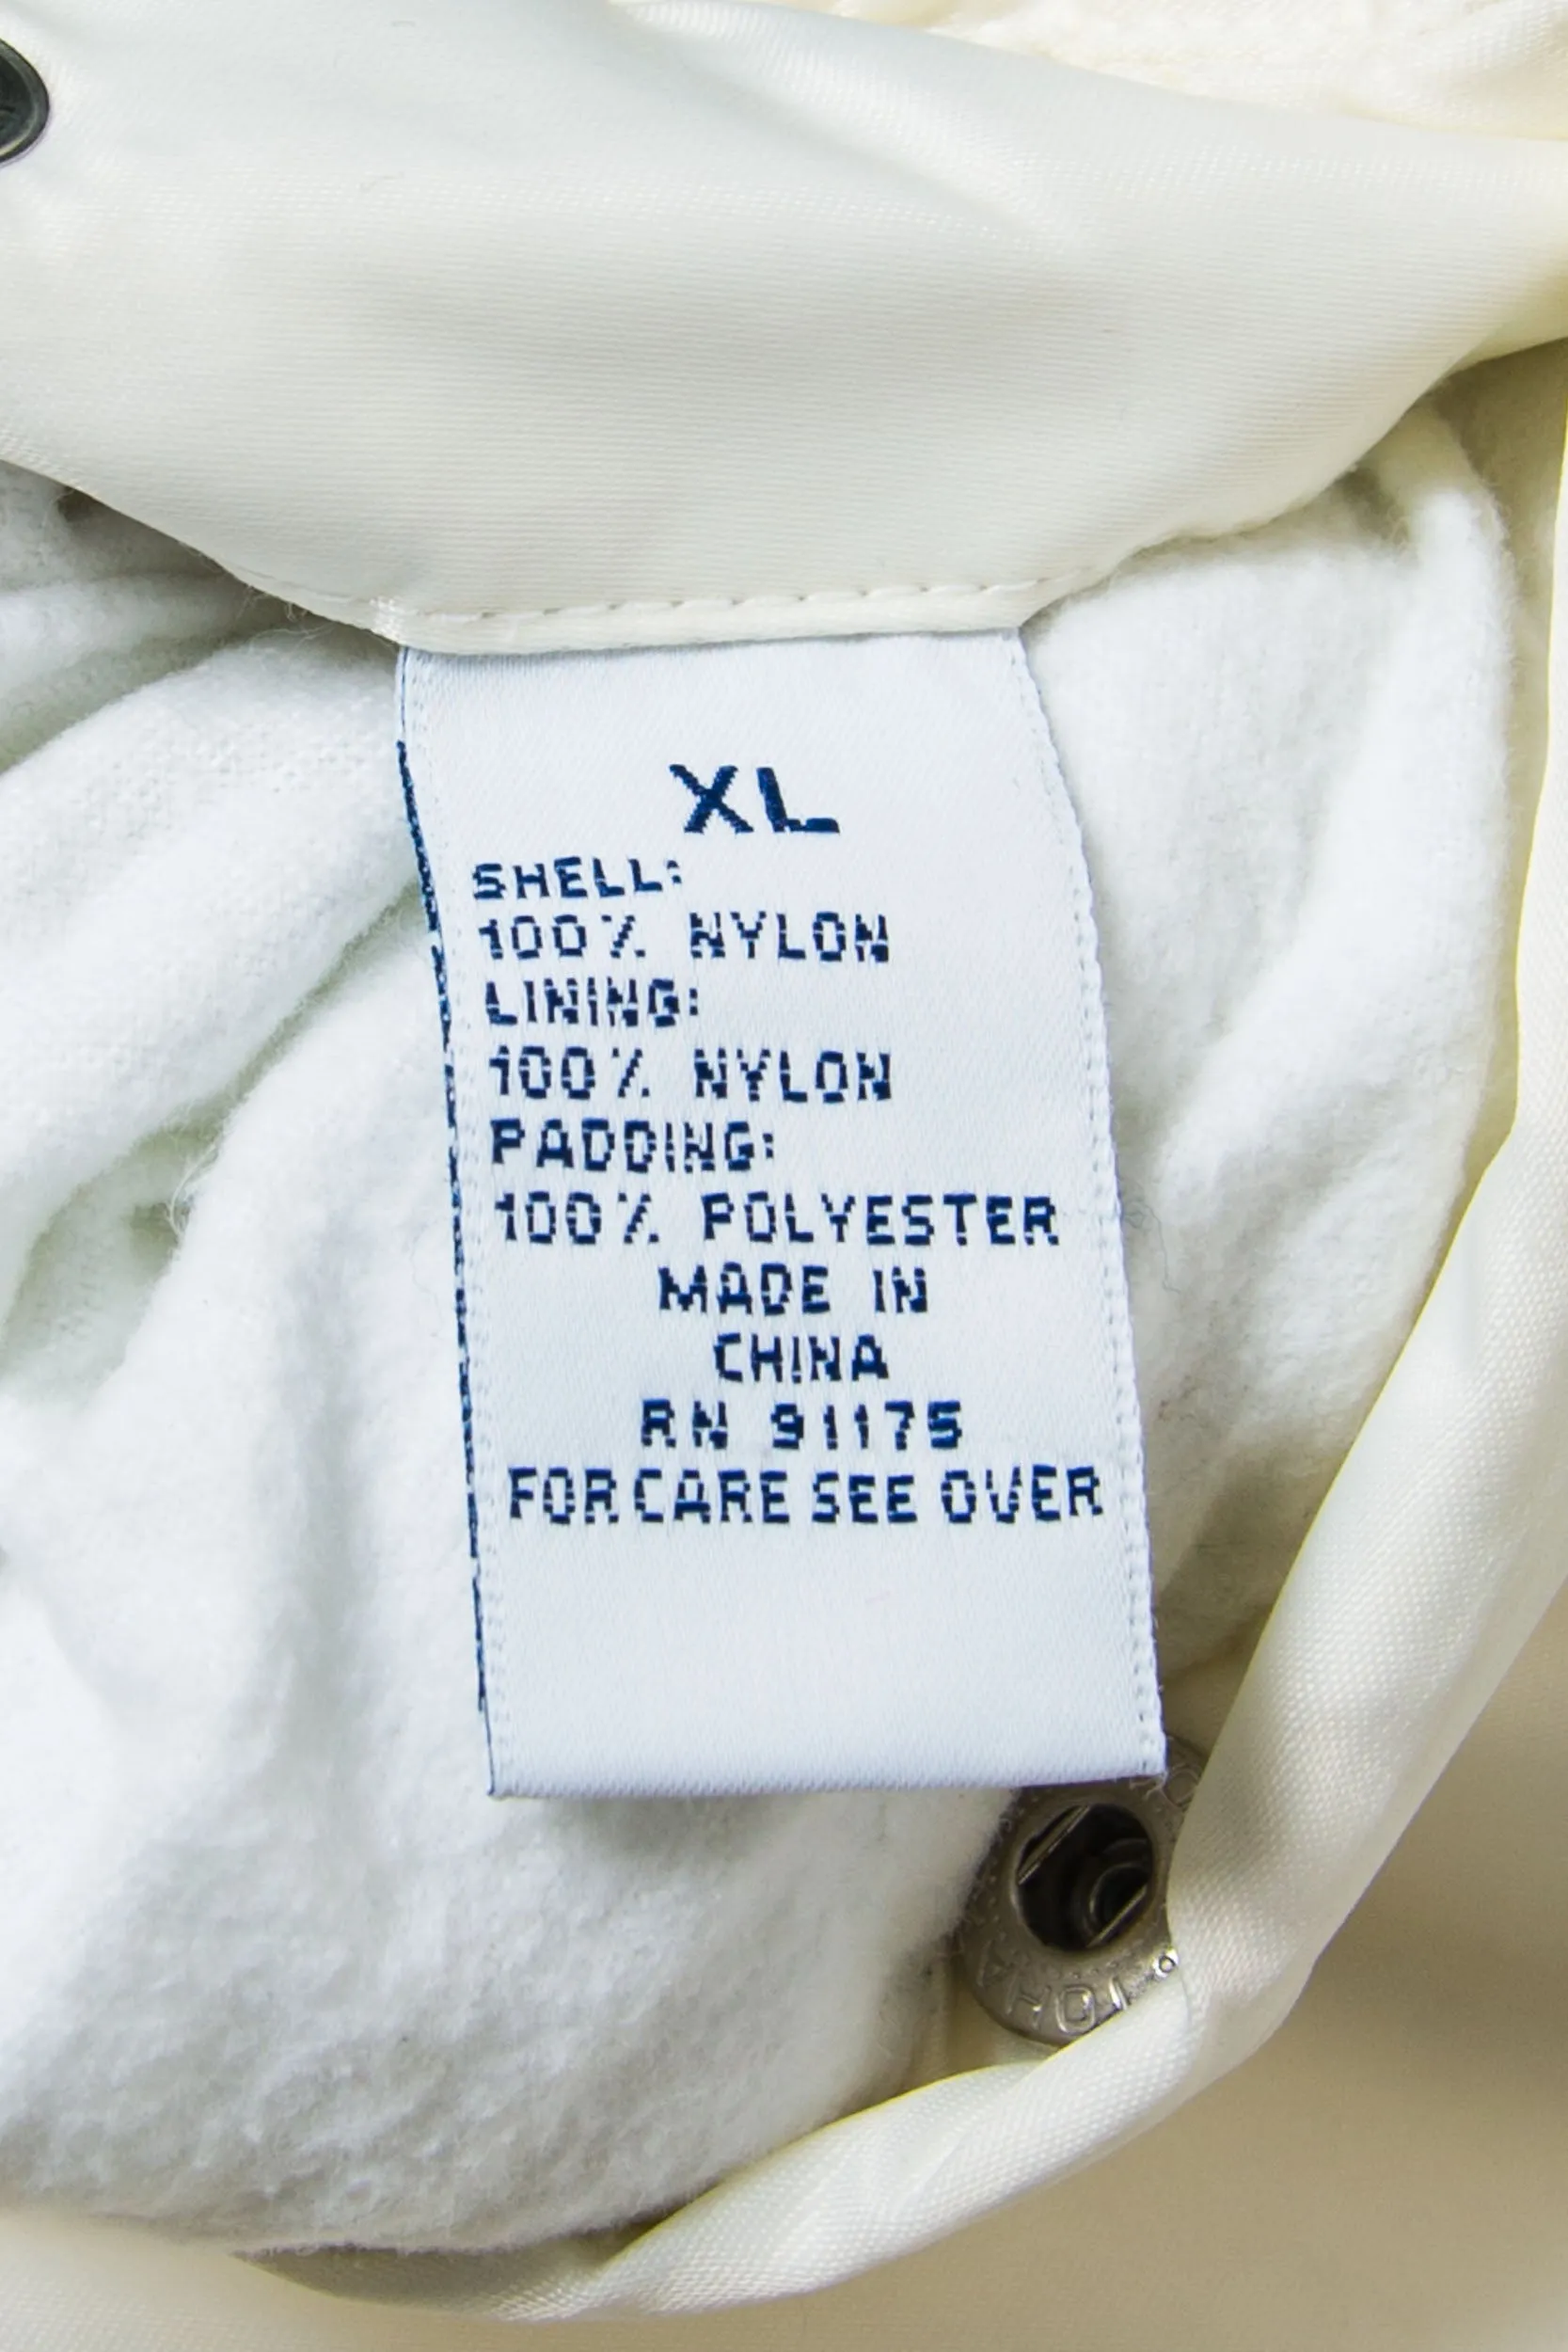 XL
SHELL:
100% NYLON
LINING:
100% NYLON
PADDING:
100% POLYESTER
MADE IN
CHINA
RN 91175
FOR CARE SEE OVER